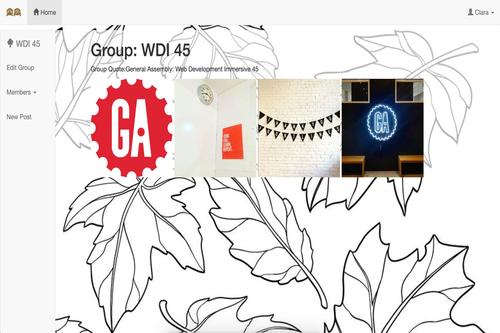 Home
Clara
WDI 45
Edit Group
Members
New Post
Group: WDI 45
Group Quote:General Assembly: Web Development Immersive 45
GA
GA